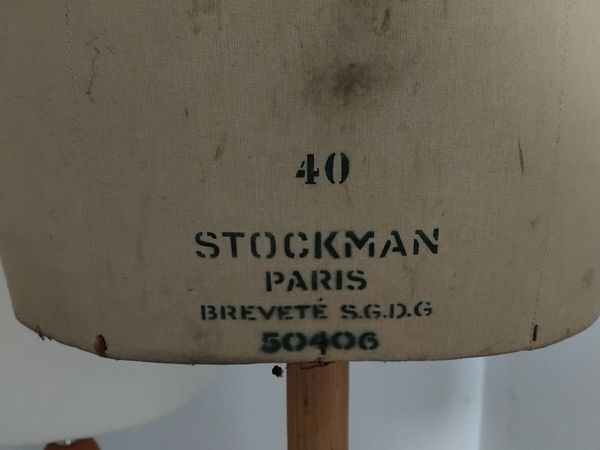 40
STOCKMAN
PARIS
BREVETÉ S.G.D.G
50406